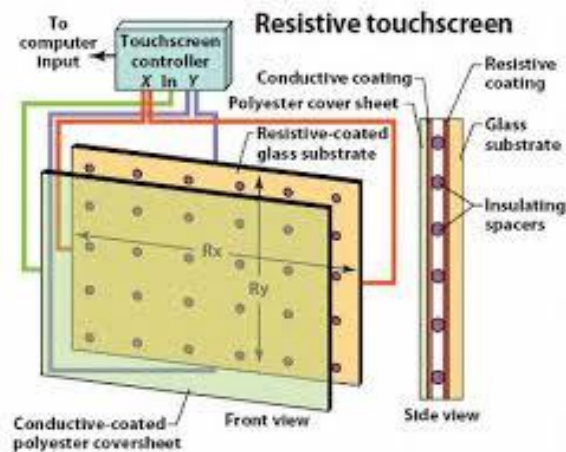 Resistive touchscreen
To
computer
input
Touchscreen
controller
X In Y
Resistive-coated
glass substrate
Rx
Ry
Conductive-coated
polyester coversheet
Front view
Conductive coating
Polyester cover sheet
Resistive
coating
Glass
substrate
Insulating
spacers
Side view